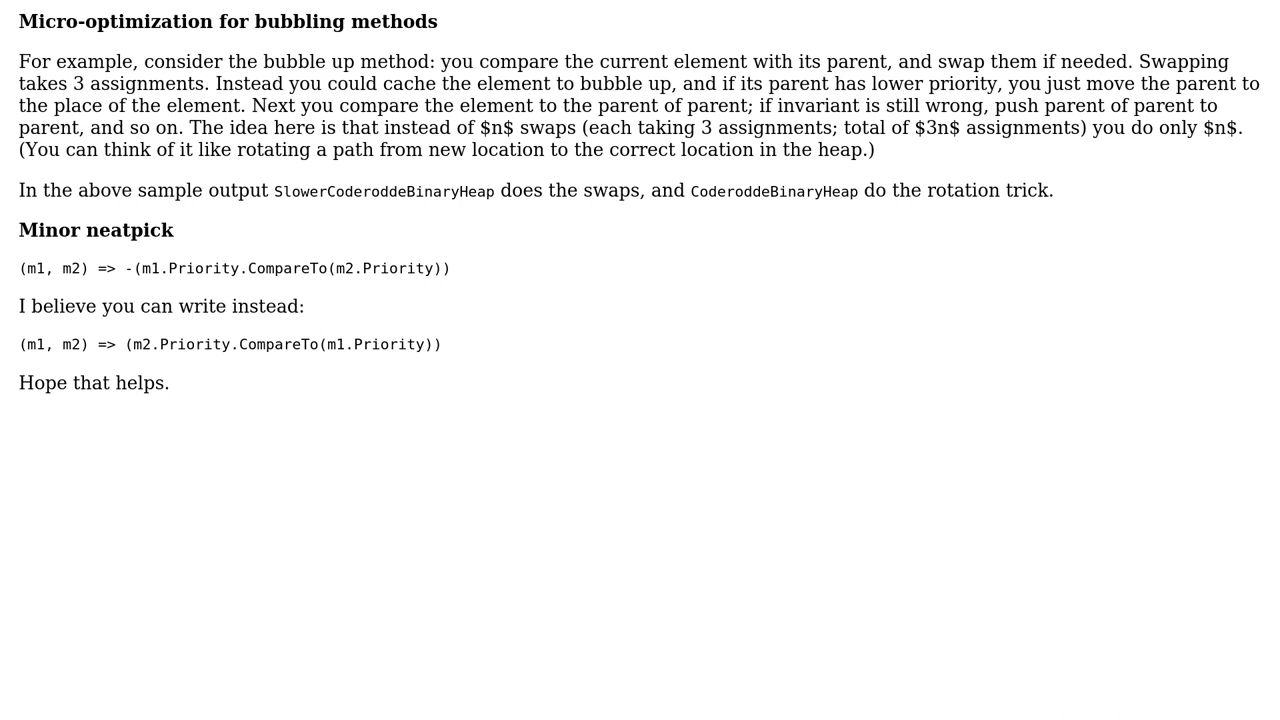 Micro-optimization for bubbling methods
For example, consider the bubble up method: you compare the current element with its parent, and swap them if needed. Swapping
takes 3 assignments. Instead you could cache the element to bubble up, and if its parent has lower priority, you just move the parent to
the place of the element. Next you compare the element to the parent of parent; if invariant is still wrong, push parent of parent to
parent, and so on. The idea here is that instead of $n$ swaps (each taking 3 assignments; total of $3n$ assignments) you do only $n$.
(You can think of it like rotating a path from new location to the correct location in the heap.)
In the above sample output SlowerCoderoddeBinaryHeap does the swaps, and CoderoddeBinaryHeap do the rotation trick.
Minor neatpick
(m1, m2) => -(m1.Priority.CompareTo(m2.Priority))
I believe you can write instead:
(m1, m2) => (m2.Priority.CompareTo(m1.Priority))
Hope that helps.